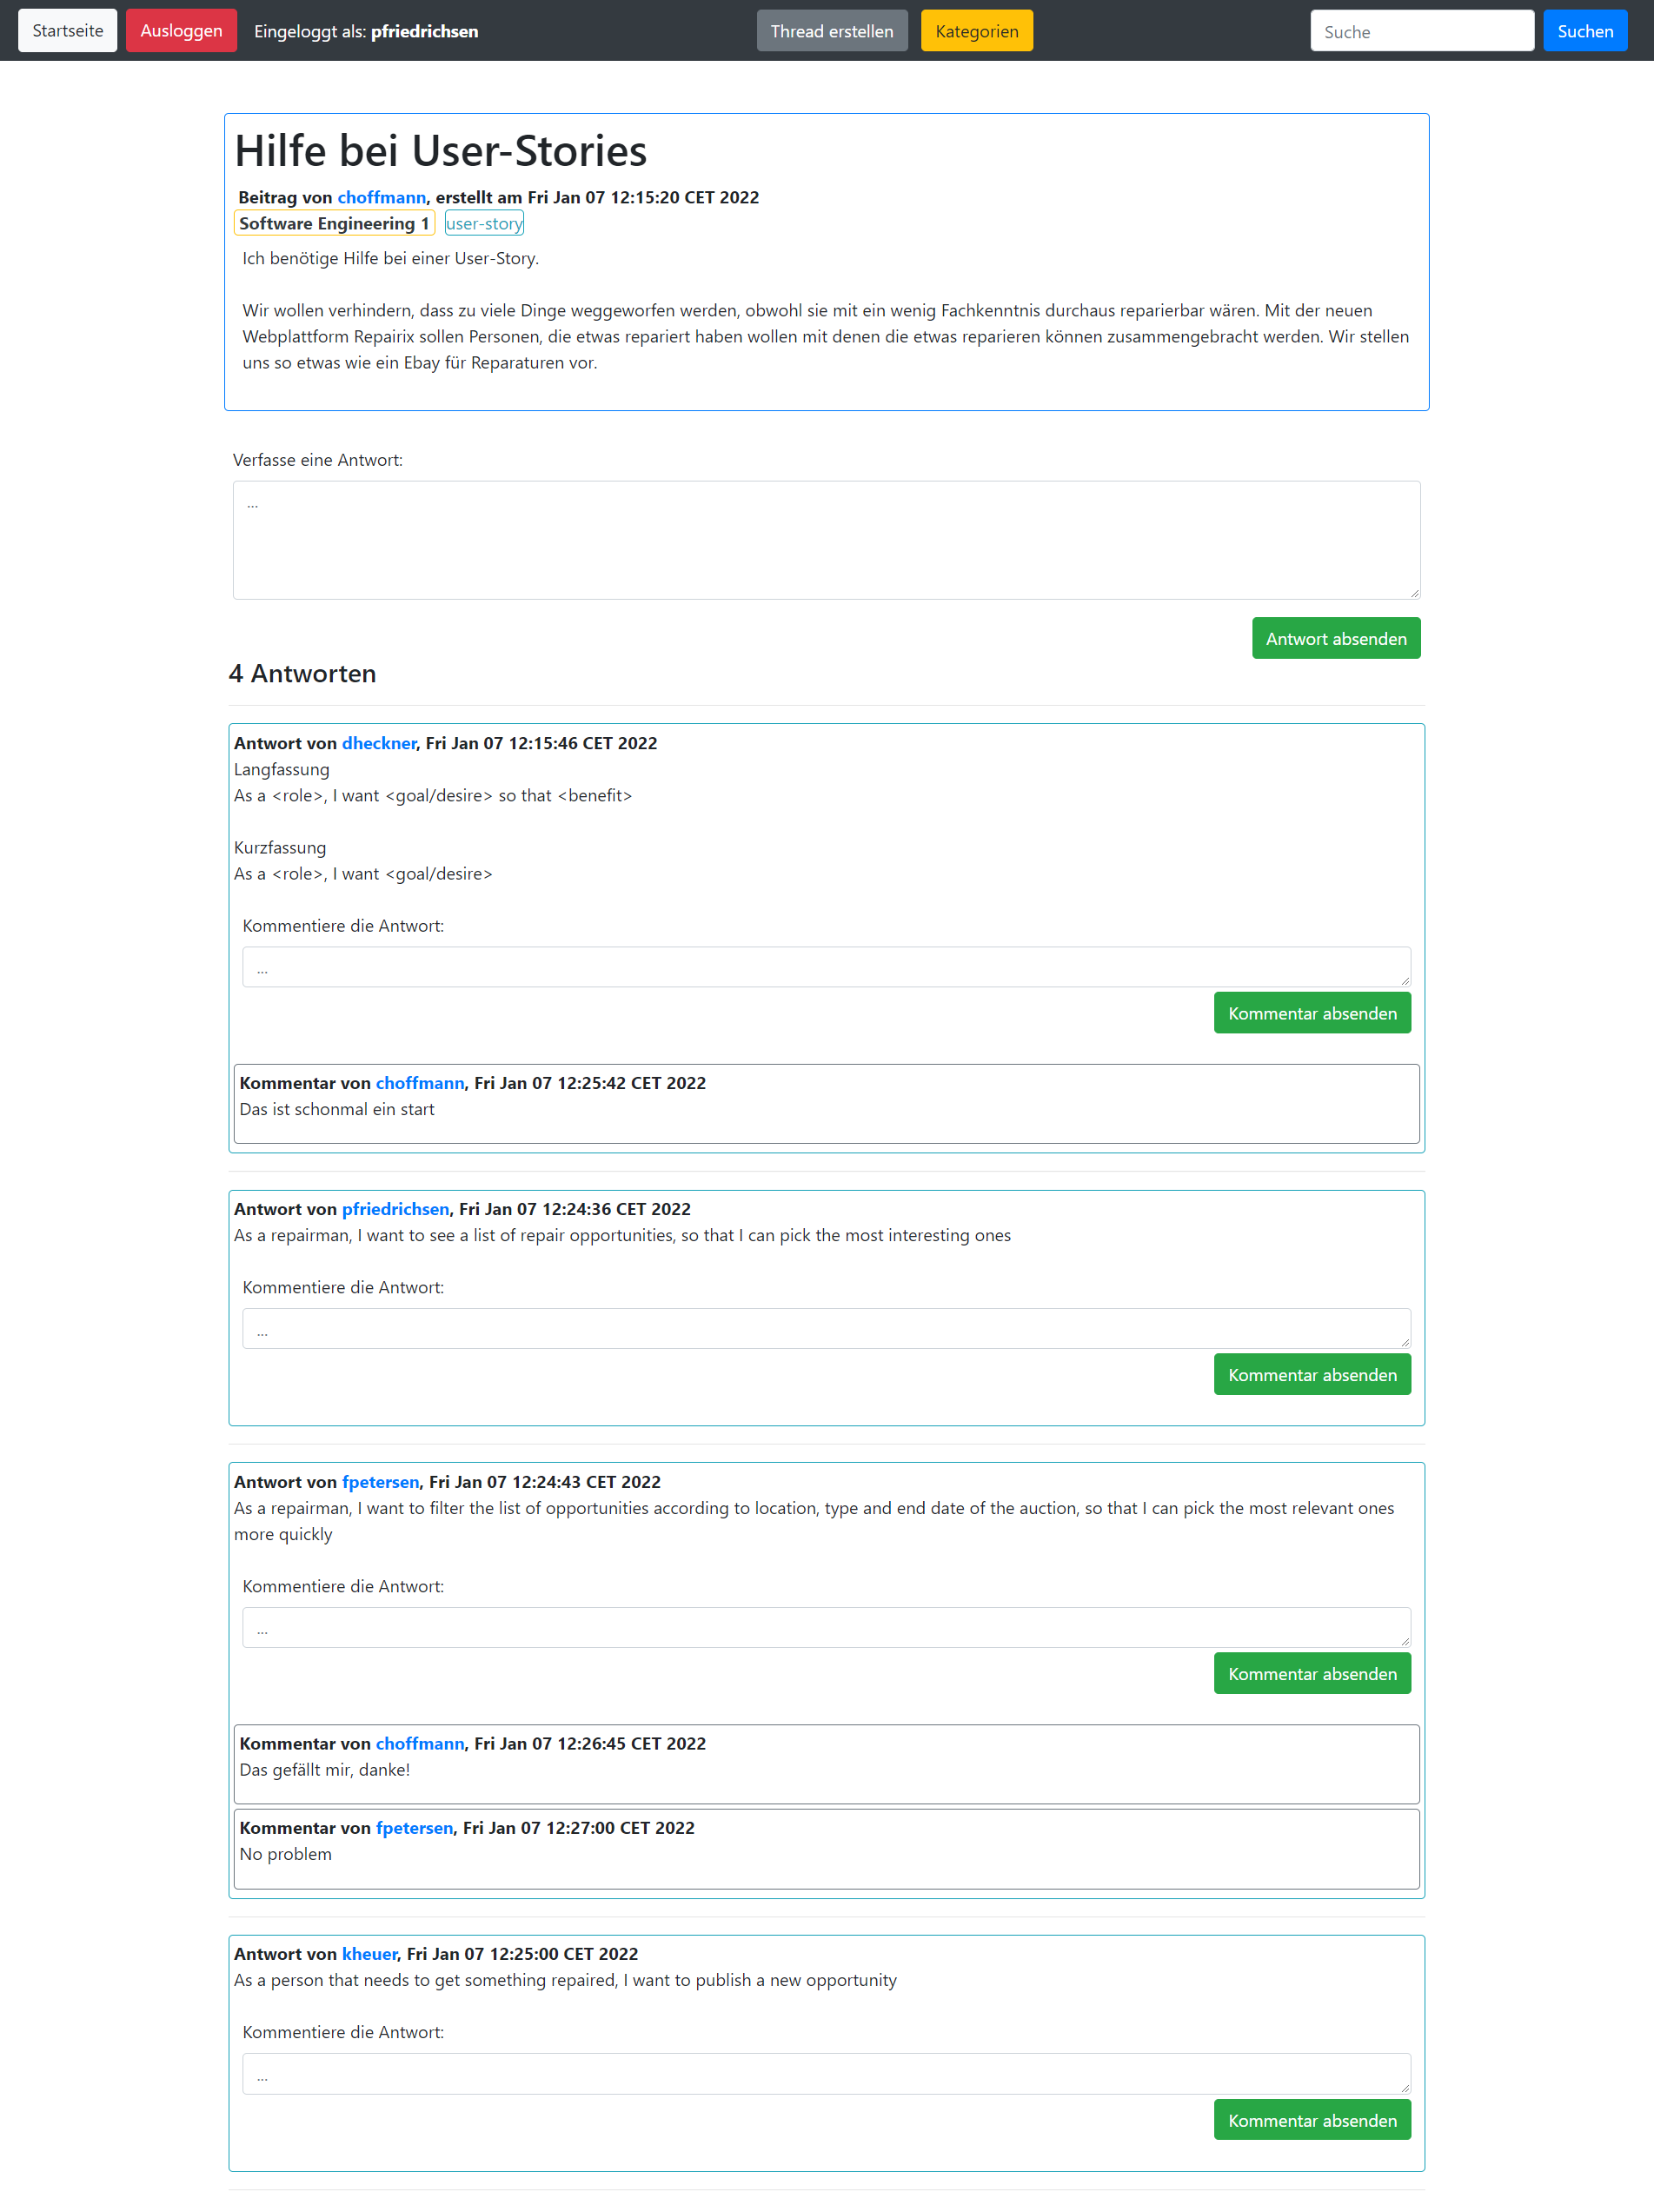 Startseite Ausloggen Eingeloggt als: pfriedrichsen Thread erstellen Kategorien Suche Suchen
Hilfe bei User-Stories
Beitrag von choffmann, erstellt am Fri Jan 07 12:15:20 CET 2022
Software Engineering 1 user-story
Ich benötige Hilfe bei einer User-Story.
Wir wollen verhindern, dass zu viele Dinge weggeworfen werden, obwohl sie mit ein wenig Fachkenntnis durchaus reparierbar wären. Mit der neuen
Webplattform Repairix sollen Personen, die etwas repariert haben wollen mit denen die etwas reparieren können zusammengebracht werden. Wir stellen
uns so etwas wie ein Ebay für Reparaturen vor.
Verfasse eine Antwort:
...
Antwort absenden
4 Antworten
Antwort von dheckner, Fri Jan 07 12:15:46 CET 2022
Langfassung
As a <role>, I want <goal/desire> so that <benefit>
Kurzfassung
As a <role>, I want <goal/desire>
Kommentiere die Antwort:
...
Kommentar absenden
Kommentar von choffmann, Fri Jan 07 12:25:42 CET 2022
Das ist schonmal ein start
Antwort von pfriedrichsen, Fri Jan 07 12:24:36 CET 2022
As a repairman, I want to see a list of repair opportunities, so that I can pick the most interesting ones
Kommentiere die Antwort:
...
Kommentar absenden
Antwort von fpetersen, Fri Jan 07 12:24:43 CET 2022
As a repairman, I want to filter the list of opportunities according to location, type and end date of the auction, so that I can pick the most relevant ones
more quickly
Kommentiere die Antwort:
...
Kommentar absenden
Kommentar von choffmann, Fri Jan 07 12:26:45 CET 2022
Das gefällt mir, danke!
Kommentar von fpetersen, Fri Jan 07 12:27:00 CET 2022
No problem
Antwort von kheuer, Fri Jan 07 12:25:00 CET 2022
As a person that needs to get something repaired, I want to publish a new opportunity
Kommentiere die Antwort:
...
Kommentar absenden